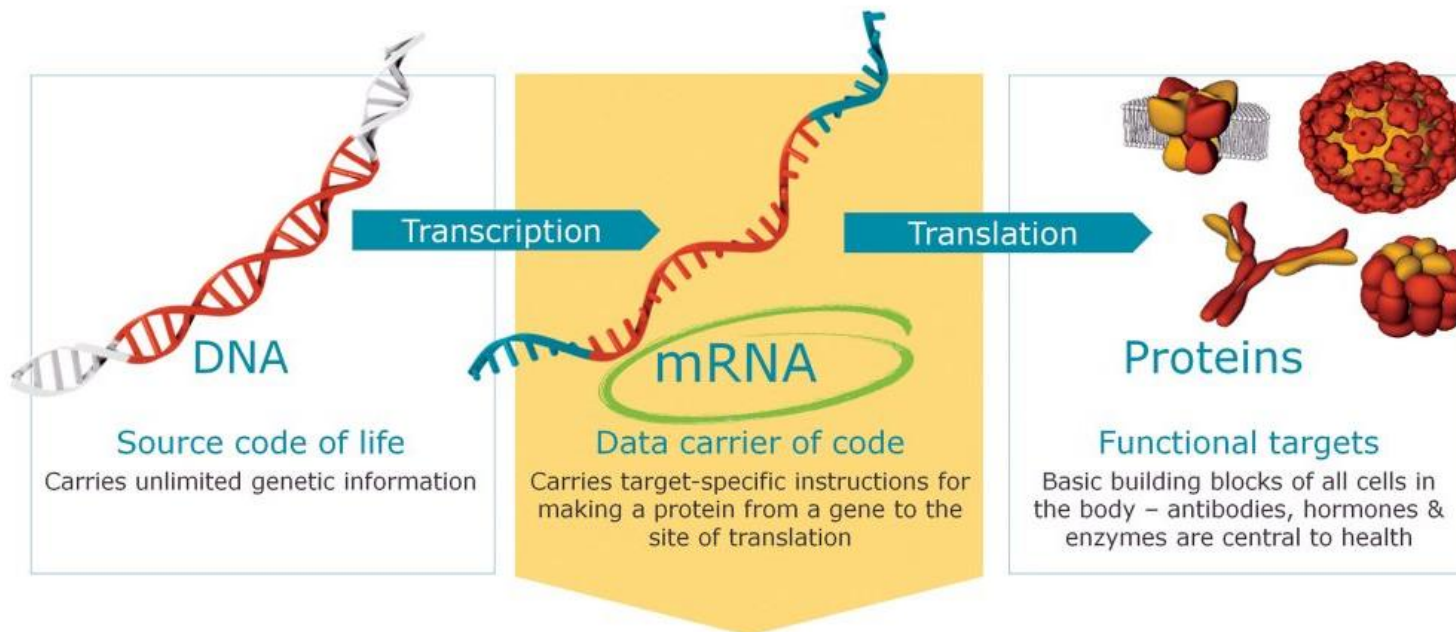 Transcription
Translation
DNA
Source code of life
Carries unlimited genetic information
mRNA
Data carrier of code
Carries target-specific instructions for
making a protein from a gene to the
site of translation
Proteins
Functional targets
Basic building blocks of all cells in
the body – antibodies, hormones &
enzymes are central to health